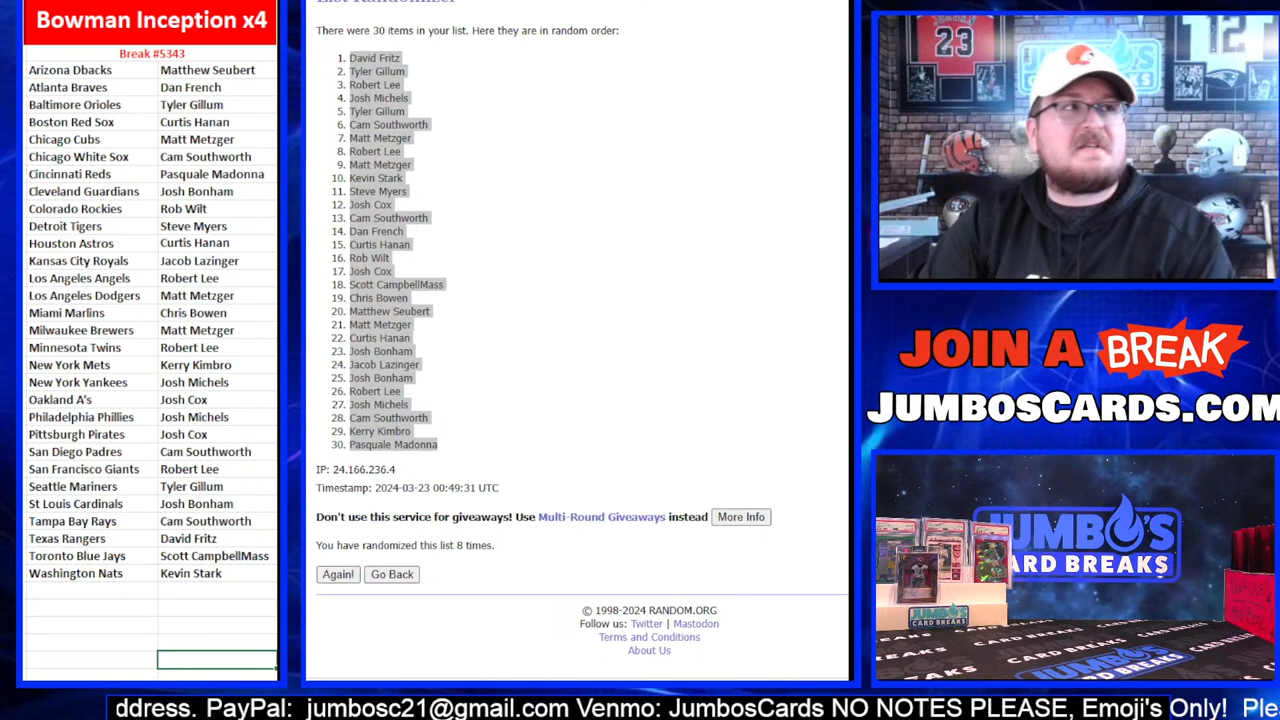 Bowman Inception x4
Break #5343
Arizona Dbacks Matthew Seubert
Atlanta Braves Dan French
Baltimore Orioles Tyler Gillum
Boston Red Sox Curtis Hanan
Chicago Cubs Matt Metzger
Chicago White Sox Cam Southworth
Cincinnati Reds Pasquale Madonna
Cleveland Guardians Josh Bonham
Colorado Rockies Rob Wilt
Detroit Tigers Steve Myers
Houston Astros Curtis Hanan
Kansas City Royals Jacob Lazinger
Los Angeles Angels Robert Lee
Los Angeles Dodgers Matt Metzger
Miami Marlins Chris Bowen
Milwaukee Brewers Matt Metzger
Minnesota Twins Robert Lee
New York Mets Kerry Kimbro
New York Yankees Josh Michels
Oakland A's Josh Cox
Philadelphia Phillies Josh Michels
Pittsburgh Pirates Josh Cox
San Diego Padres Cam Southworth
San Francisco Giants Robert Lee
Seattle Mariners Tyler Gillum
St Louis Cardinals Josh Bonham
Tampa Bay Rays Cam Southworth
Texas Rangers David Fritz
Toronto Blue Jays Scott CampbellMass
Washington Nats Kevin Stark
There were 30 items in your list. Here they are in random order:
1. David Fritz
2. Tyler Gillum
3. Robert Lee
4. Josh Michels
5. Tyler Gillum
6. Cam Southworth
7. Matt Metzger
8. Robert Lee
9. Matt Metzger
10. Kevin Stark
11. Steve Myers
12. Josh Cox
13. Cam Southworth
14. Dan French
15. Curtis Hanan
16. Rob Wilt
17. Josh Cox
18. Scott CampbellMass
19. Chris Bowen
20. Matthew Seubert
21. Matt Metzger
22. Curtis Hanan
23. Josh Bonham
24. Jacob Lazinger
25. Josh Bonham
26. Robert Lee
27. Josh Michels
28. Cam Southworth
29. Kerry Kimbro
30. Pasquale Madonna
IP: 24.166.236.4
Timestamp: 2024-03-23 00:49:31 UTC
Don't use this service for giveaways! Use Multi-Round Giveaways instead More Info
You have randomized this list 8 times.
Again! Go Back
© 1998-2024 RANDOM.ORG
Follow us: Twitter | Mastodon
Terms and Conditions
About Us
23
12
JOIN A BREAK
JUMBOSCARDS.COM
JUMBO'S
CARD BREAKS
JUMBO'S
ARD BREAKS
ddress. PayPal: jumbosc21@gmail.com Venmo: JumbosCards NO NOTES PLEASE, Emoji's Only! Ple